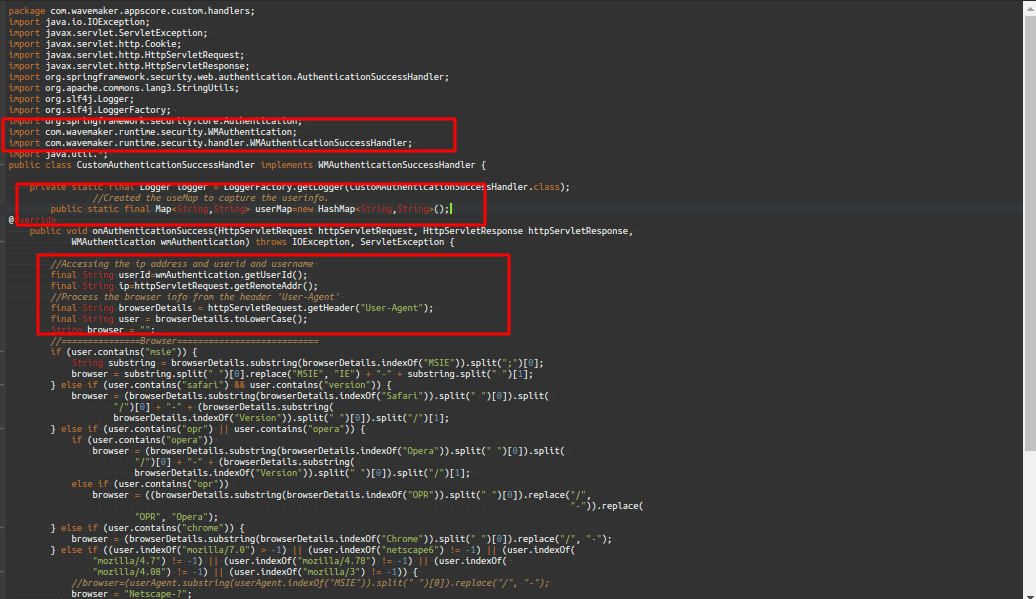 package com.wavemaker.appscore.custom.handlers;
import java.io.IOException;
import javax.servlet.ServletException;
import javax.servlet.http.Cookie;
import javax.servlet.http.HttpServletRequest;
import javax.servlet.http.HttpServletResponse;
import org.springframework.security.web.authentication.AuthenticationSuccessHandler;
import org.apache.commons.lang3.StringUtils;
import org.slf4j.Logger;
import org.slf4j.LoggerFactory;
import org.springframework.security.core.Authentication;
import com.wavemaker.runtime.security.WMAuthentication;
import com.wavemaker.runtime.security.handler.WMAuthenticationSuccessHandler;
import java.util.*;
public class CustomAuthenticationSuccessHandler implements WMAuthenticationSuccessHandler {
private static final Logger logger = LoggerFactory.getLogger(CustomAuthenticationSuccessHandler.class);
//Created the useMap to capture the userinfo.
public static final Map<String,String> userMap=new HashMap<String,String>();
@Override
public void onAuthenticationSuccess(HttpServletRequest httpServletRequest, HttpServletResponse httpServletResponse,
WMAuthentication wmAuthentication) throws IOException, ServletException {
//Accessing the ip address and userid and username
final String userId=wmAuthentication.getUserId();
final String ip=httpServletRequest.getRemoteAddr();
//Process the browser info from the header 'User-Agent'
final String browserDetails = httpServletRequest.getHeader("User-Agent");
final String user = browserDetails.toLowerCase();
String browser = "";
//===============Browser===========================
if (user.contains("msie")) {
String substring = browserDetails.substring(browserDetails.indexOf("MSIE")).split(";")[0];
browser = substring.split(" ")[0].replace("MSIE", "IE") + "-" + substring.split(" ")[1];
} else if (user.contains("safari") && user.contains("version")) {
browser = (browserDetails.substring(browserDetails.indexOf("Safari")).split(" ")[0]).split(
"/")[0] + "-" + (browserDetails.substring(
browserDetails.indexOf("Version")).split(" ")[0]).split("/")[1];
} else if (user.contains("opr") || user.contains("opera")) {
if (user.contains("opera"))
browser = (browserDetails.substring(browserDetails.indexOf("Opera")).split(" ")[0]).split(
"/")[0] + "-" + (browserDetails.substring(
browserDetails.indexOf("Version")).split(" ")[0]).split("/")[1];
else if (user.contains("opr"))
browser = ((browserDetails.substring(browserDetails.indexOf("OPR")).split(" ")[0]).replace("/",
"-")).replace(
"OPR", "Opera");
} else if (user.contains("chrome")) {
browser = (browserDetails.substring(browserDetails.indexOf("Chrome")).split(" ")[0]).replace("/", "-");
} else if ((user.indexOf("mozilla/7.0") > -1) || (user.indexOf("netscape6") != -1) || (user.indexOf(
"mozilla/4.7") != -1) || (user.indexOf("mozilla/4.78") != -1) || (user.indexOf(
"mozilla/4.08") != -1) || (user.indexOf("mozilla/3") != -1)) {
//browser=(userAgent.substring(userAgent.indexOf("MSIE")).split(" ")[0]).replace("/", "-");
browser = "Netscape-?";